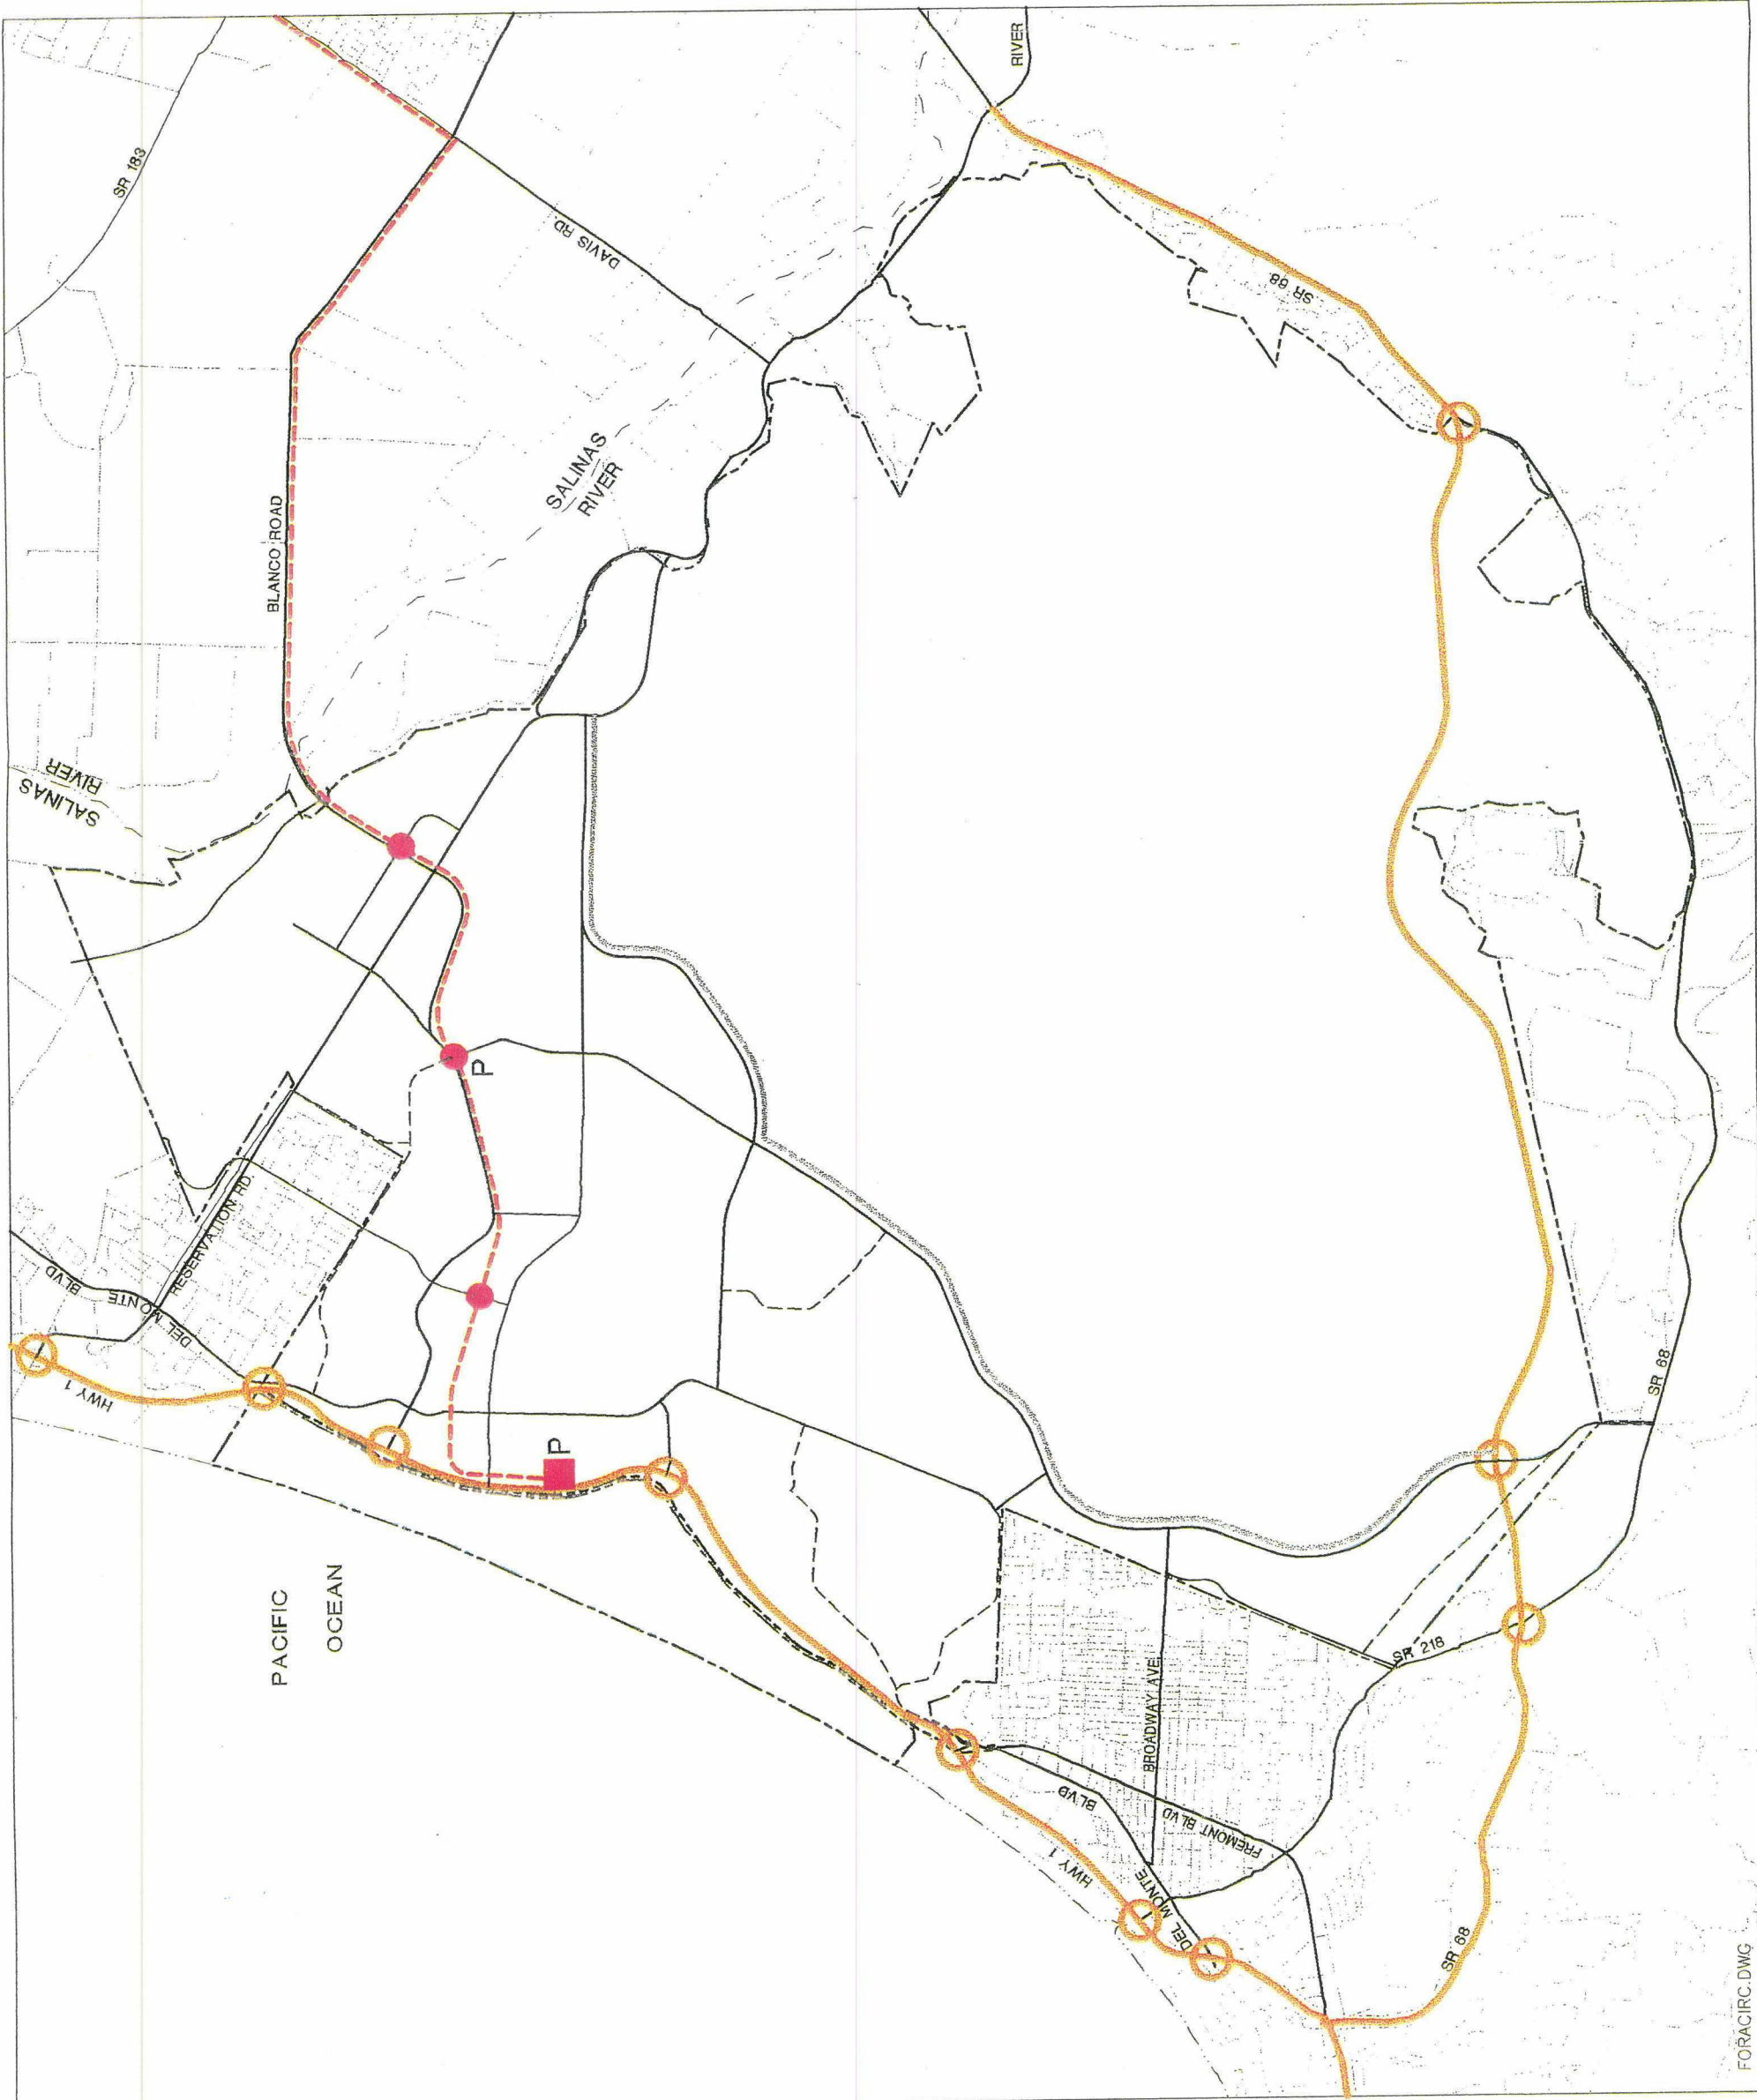 SR 183
RIVER
DAVIS RD.
SR 68
BLANCO ROAD
SALINAS
RIVER
SALINAS
RIVER
P
RESERVATION RD.
DEL MONTE
BLVD
HWY 1
P
PACIFIC
OCEAN
SR 68
SR 218
BROADWAY AVE.
DEL MONTE
BLVD
FREMONT BLVD
HWY 1
SR 68
FORACIRC.DWG